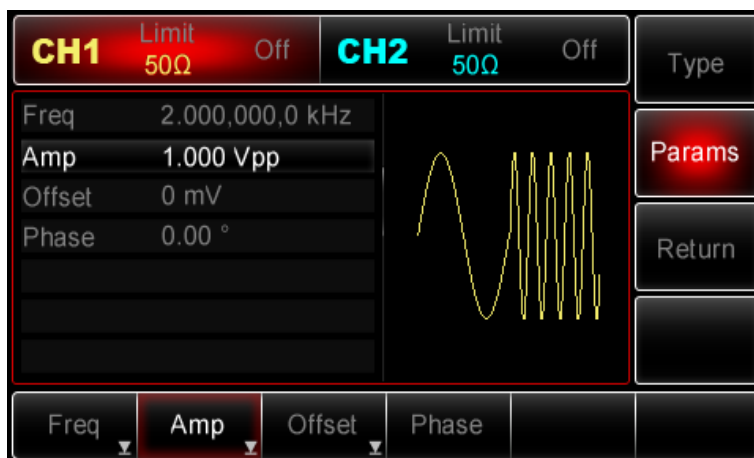 CH1 Limit 50Ω Off CH2 Limit 50Ω Off
Type
Freq 2.000,000,0 kHz
Amp 1.000 Vpp
Params
Offset 0 mV
Phase 0.00 °
Return
Freq Amp Offset Phase